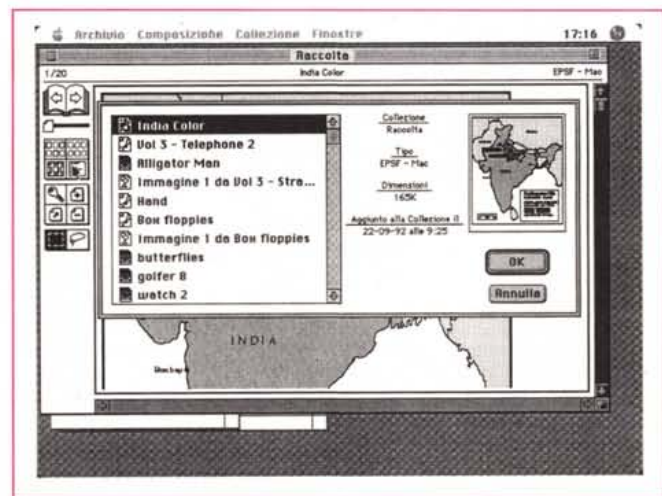 Archivio Composizione Collezione Finestre 17:16
Raccolta
1/20 India Color EPSF - Mac
India Color
Vol 3 - Telephone 2
Alligator Man
Immagine 1 da Vol 3 - Stra...
Hand
Box floppies
Immagine 1 da Box floppies
butterflies
golfer B
watch 2
Collezione
Raccolta
Tipo
EPSF - Mac
Dimensioni
165K
Aggiunto alla Collezione il
22-09-92 alle 9:25
OK
Annulla
INDIA